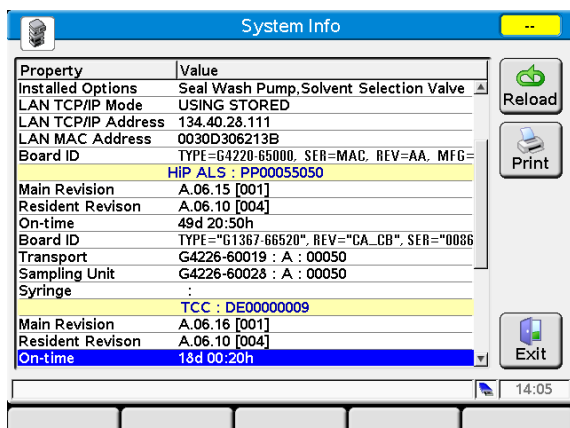 System Info
--
Property Value
Installed Options Seal Wash Pump,Solvent Selection Valve
LAN TCP/IP Mode USING STORED
LAN TCP/IP Address 134.40.28.111
LAN MAC Address 0030D306213B
Board ID TYPE=G4220-65000, SER=MAC, REV=AA, MFG=
HiP ALS : PP00055050
Main Revision A.06.15 [001]
Resident Revison A.06.10 [004]
On-time 49d 20:50h
Board ID TYPE="G1367-66520", REV="CA_CB", SER="0086
Transport G4226-60019 : A : 00050
Sampling Unit G4226-60028 : A : 00050
Syringe :
TCC : DE00000009
Main Revision A.06.16 [001]
Resident Revison A.06.10 [004]
On-time 18d 00:20h
Reload
Print
Exit
14:05